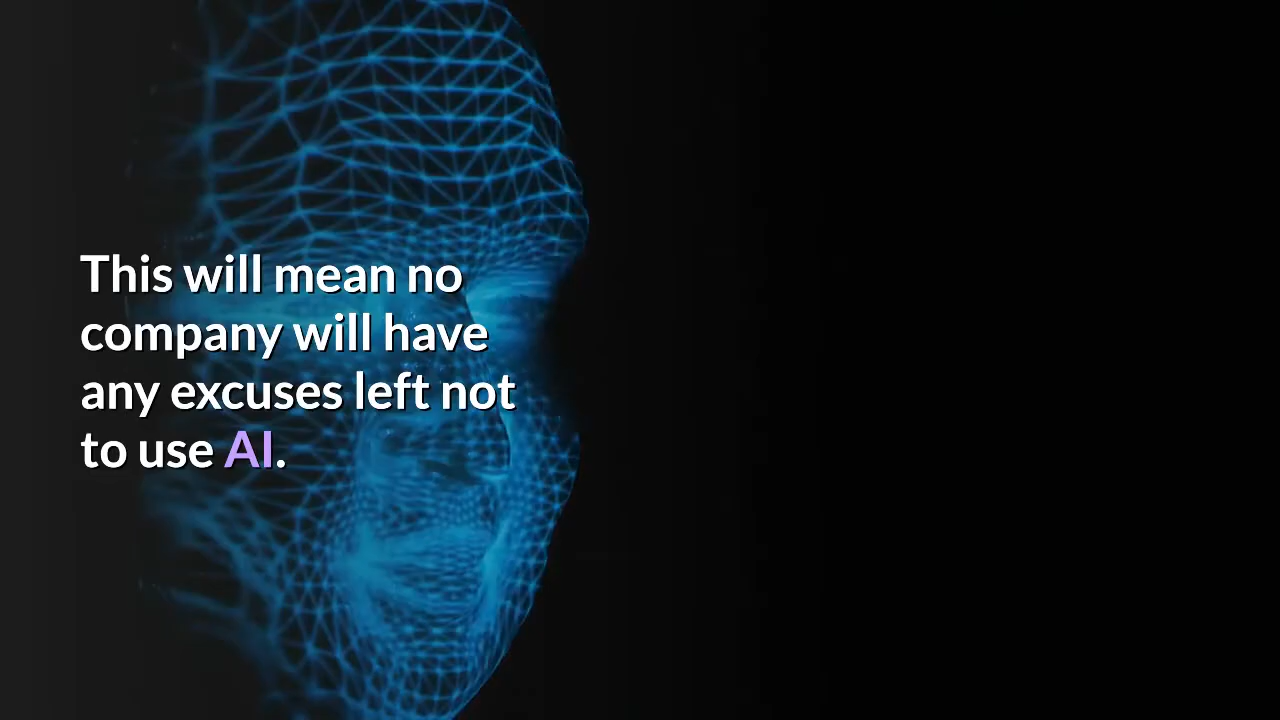 This will mean no
company will have
any excuses left not
to use AI.